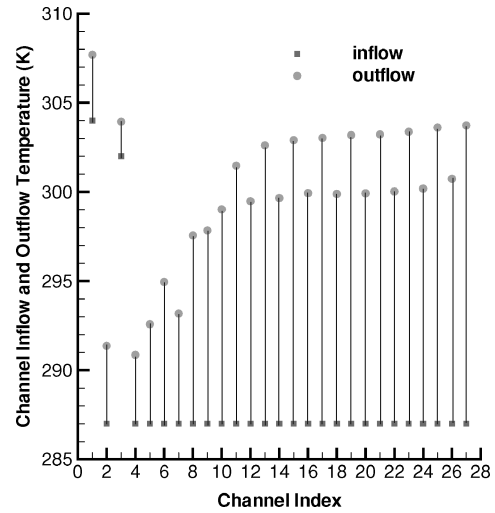 310
305
300
295
290
285
Channel Inflow and Outflow Temperature (K)
inflow
outflow
0 2 4 6 8 10 12 14 16 18 20 22 24 26 28
Channel Index